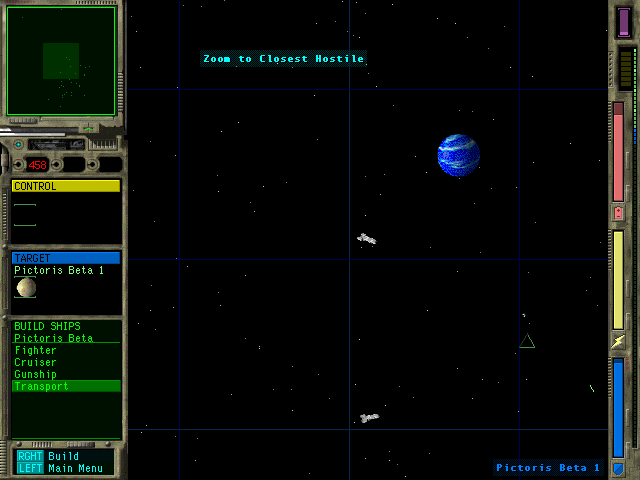 Zoom to Closest Hostile
458
CONTROL
TARGET
Pictoris Beta 1
BUILD SHIPS
Pictoris Beta
Fighter
Cruiser
Gunship
Transport
RGHT Build
LEFT Main Menu
Pictoris Beta 1